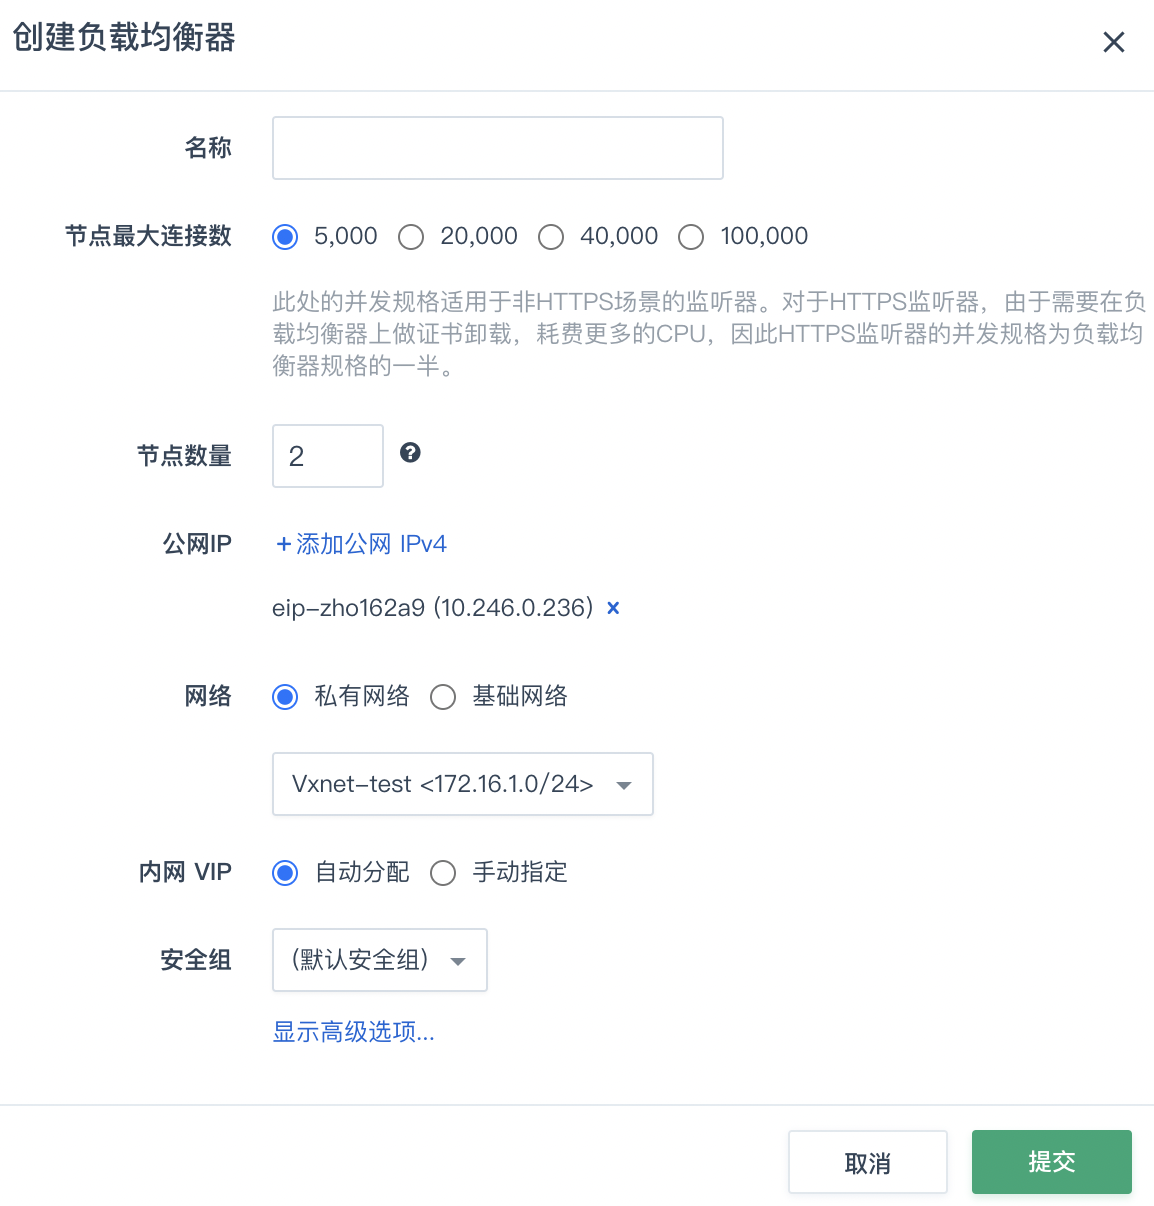 创建负载均衡器
名称
节点最大连接数 5,000 20,000 40,000 100,000
此处的并发规格适用于非HTTPS场景的监听器。对于HTTPS监听器，由于需要在负
载均衡器上做证书卸载，耗费更多的CPU，因此HTTPS监听器的并发规格为负载均
衡器规格的一半。
节点数量 2
公网IP +添加公网 IPv4
eip-zho162a9 (10.246.0.236)
网络 私有网络 基础网络
Vxnet-test <172.16.1.0/24>
内网 VIP 自动分配 手动指定
安全组 (默认安全组)
显示高级选项...
取消 提交